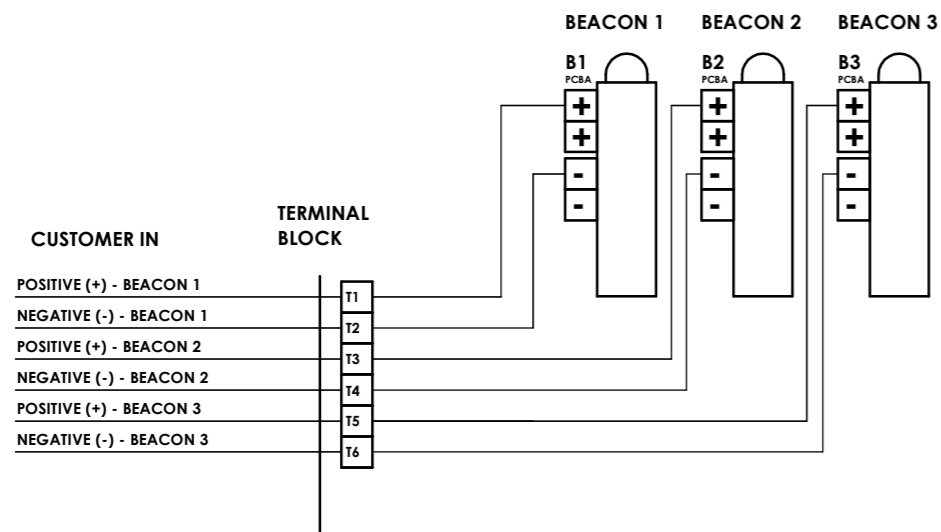 BEACON 1 BEACON 2 BEACON 3
B1 B2 B3
PCBA PCBA PCBA
+ + +
+ + +
- - -
- - -
TERMINAL
BLOCK
CUSTOMER IN
POSITIVE (+) - BEACON 1 T1
NEGATIVE (-) - BEACON 1 T2
POSITIVE (+) - BEACON 2 T3
NEGATIVE (-) - BEACON 2 T4
POSITIVE (+) - BEACON 3 T5
NEGATIVE (-) - BEACON 3 T6